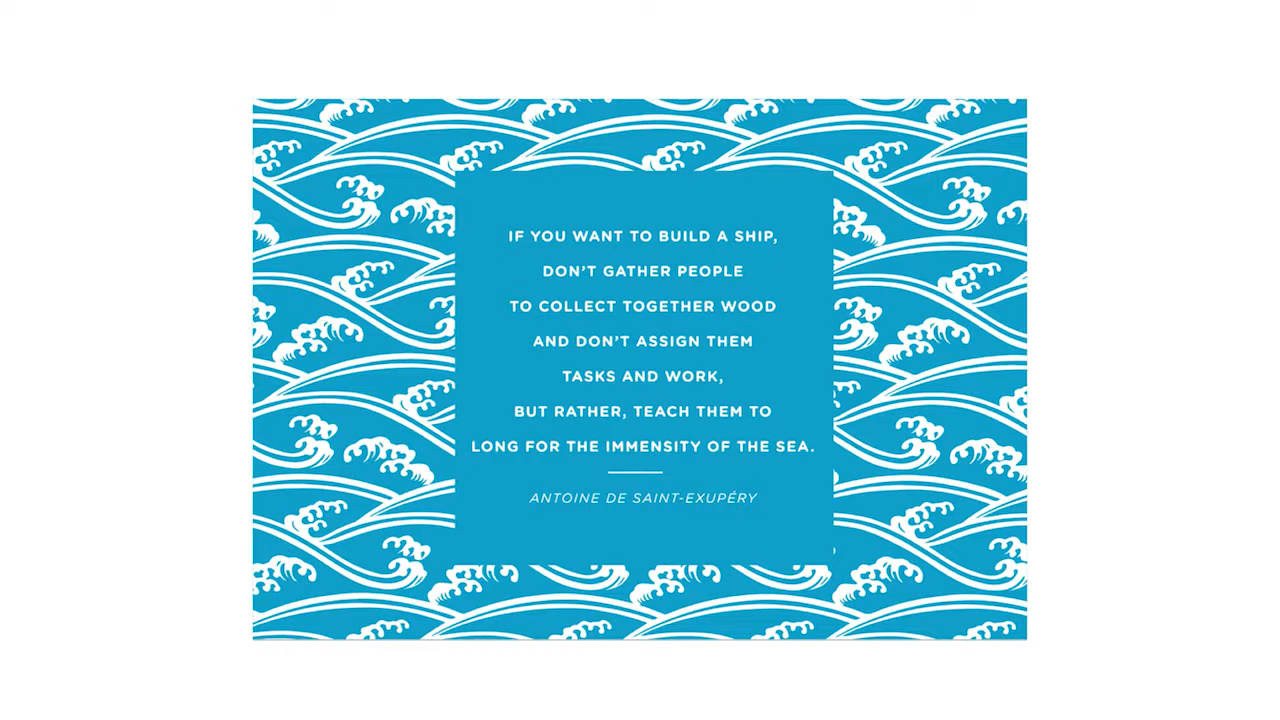 IF YOU WANT TO BUILD A SHIP,
DON’T GATHER PEOPLE
TO COLLECT TOGETHER WOOD
AND DON’T ASSIGN THEM
TASKS AND WORK,
BUT RATHER, TEACH THEM TO
LONG FOR THE IMMENSITY OF THE SEA.
ANTOINE DE SAINT-EXUPÉRY